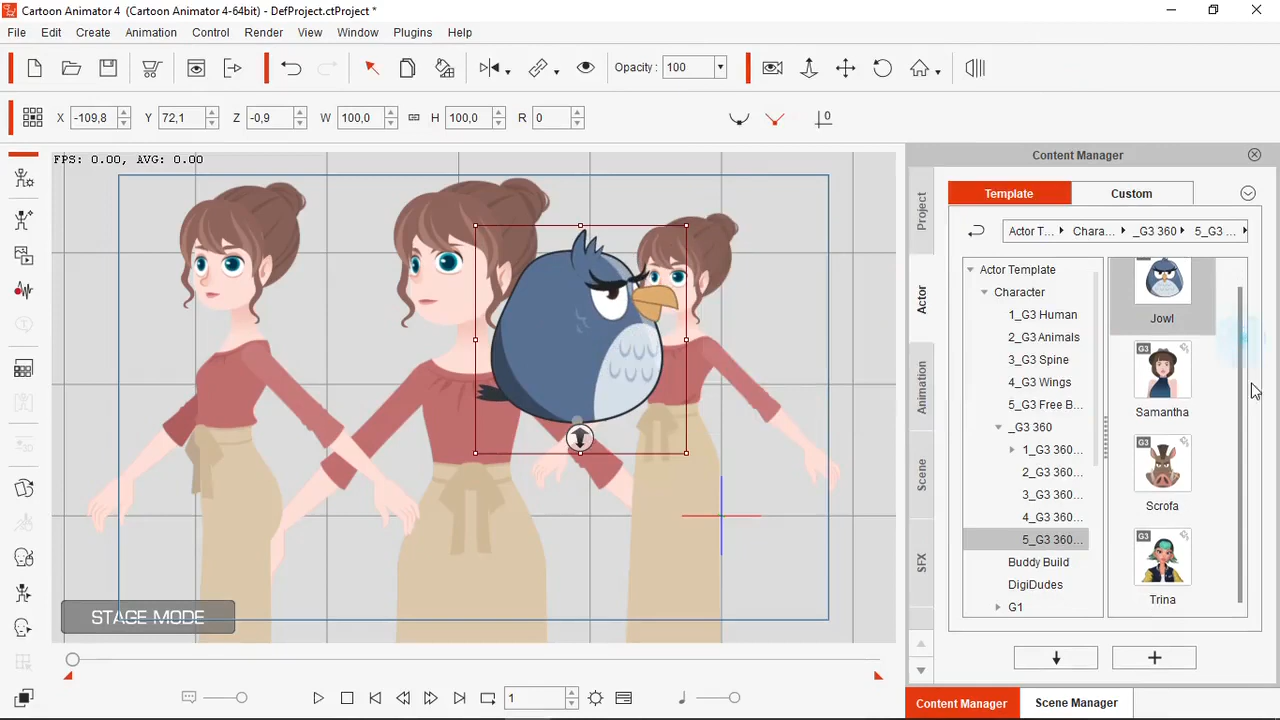 Cartoon Animator 4  (Cartoon Animator 4-64bit) - DefProject.ctProject *
File Edit Create Animation Control Render View Window Plugins Help
Opacity : 100
X -109,8 Y 72,1 Z -0,9 W 100,0 H 100,0 R 0
FPS: 0.00, AVG: 0.00
STAGE MODE
1
Content Manager
Template Custom
Actor T... Chara... _G3 360 5_G3 ...
Project
Actor
Animation
Scene
SFX
Actor Template
Character
1_G3 Human
2_G3 Animals
3_G3 Spine
4_G3 Wings
5_G3 Free B...
_G3 360
1_G3 360...
2_G3 360...
3_G3 360...
4_G3 360...
5_G3 360...
Buddy Build
DigiDudes
G1
Jowl
G3
Samantha
G3
Scrofa
G3
Trina
Content Manager Scene Manager